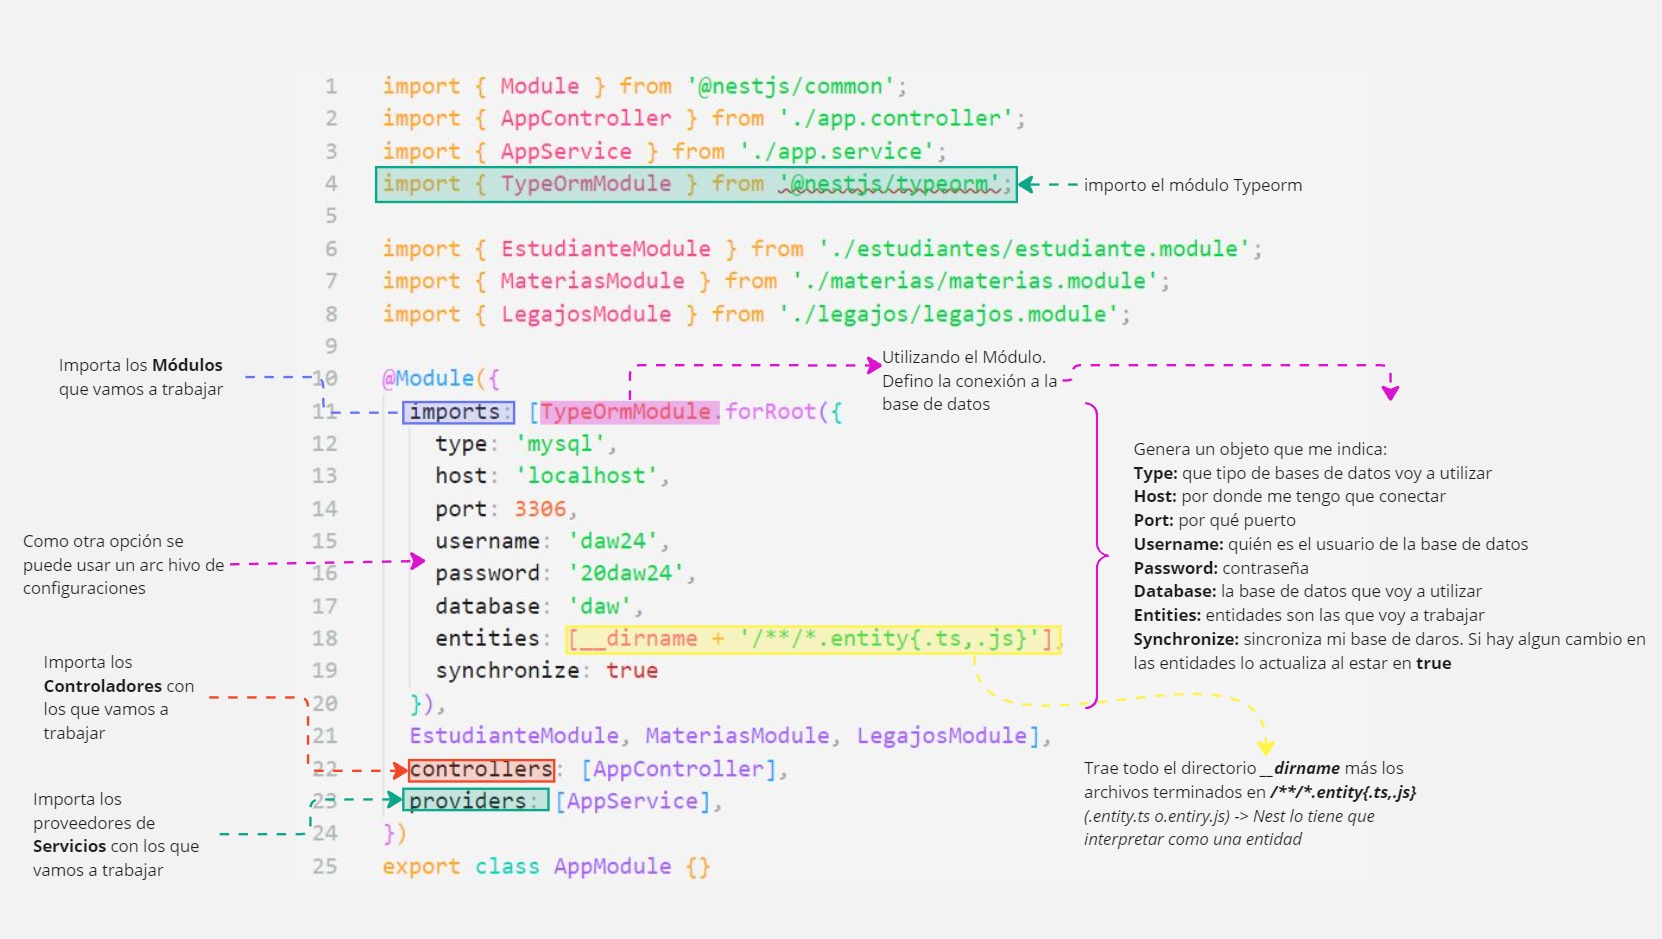 1 import { Module } from '@nestjs/common';
2 import { AppController } from './app.controller';
3 import { AppService } from './app.service';
4 import { TypeOrmModule } from '@nestjs/typeorm';
importo el módulo Typeorm
5
6 import { EstudianteModule } from './estudiantes/estudiante.module';
7 import { MateriasModule } from './materias/materias.module';
8 import { LegajosModule } from './legajos/legajos.module';
9
10 @Module({
11 imports: [TypeOrmModule.forRoot({
12 type: 'mysql',
13 host: 'localhost',
14 port: 3306,
15 username: 'daw24',
16 password: '20daw24',
17 database: 'daw',
18 entities: [__dirname + '/**/*.entity{.ts,.js}'],
19 synchronize: true
20 }),
21 EstudianteModule, MateriasModule, LegajosModule],
22 controllers: [AppController],
23 providers: [AppService],
24 })
25 export class AppModule {}
Importa los Módulos
que vamos a trabajar
Utilizando el Módulo.
Defino la conexión a la
base de datos
Genera un objeto que me indica:
Type: que tipo de bases de datos voy a utilizar
Host: por donde me tengo que conectar
Port: por qué puerto
Username: quién es el usuario de la base de datos
Password: contraseña
Database: la base de datos que voy a utilizar
Entities: entidades son las que voy a trabajar
Synchronize: sincroniza mi base de daros. Si hay algun cambio en
las entidades lo actualiza al estar en true
Como otra opción se
puede usar un arc hivo de
configuraciones
Importa los
Controladores con
los que vamos a
trabajar
Importa los
proveedores de
Servicios con los que
vamos a trabajar
Trae todo el directorio __dirname más los
archivos terminados en /**/*.entity{.ts,.js}
(.entity.ts o.entiry.js) -> Nest lo tiene que
interpretar como una entidad